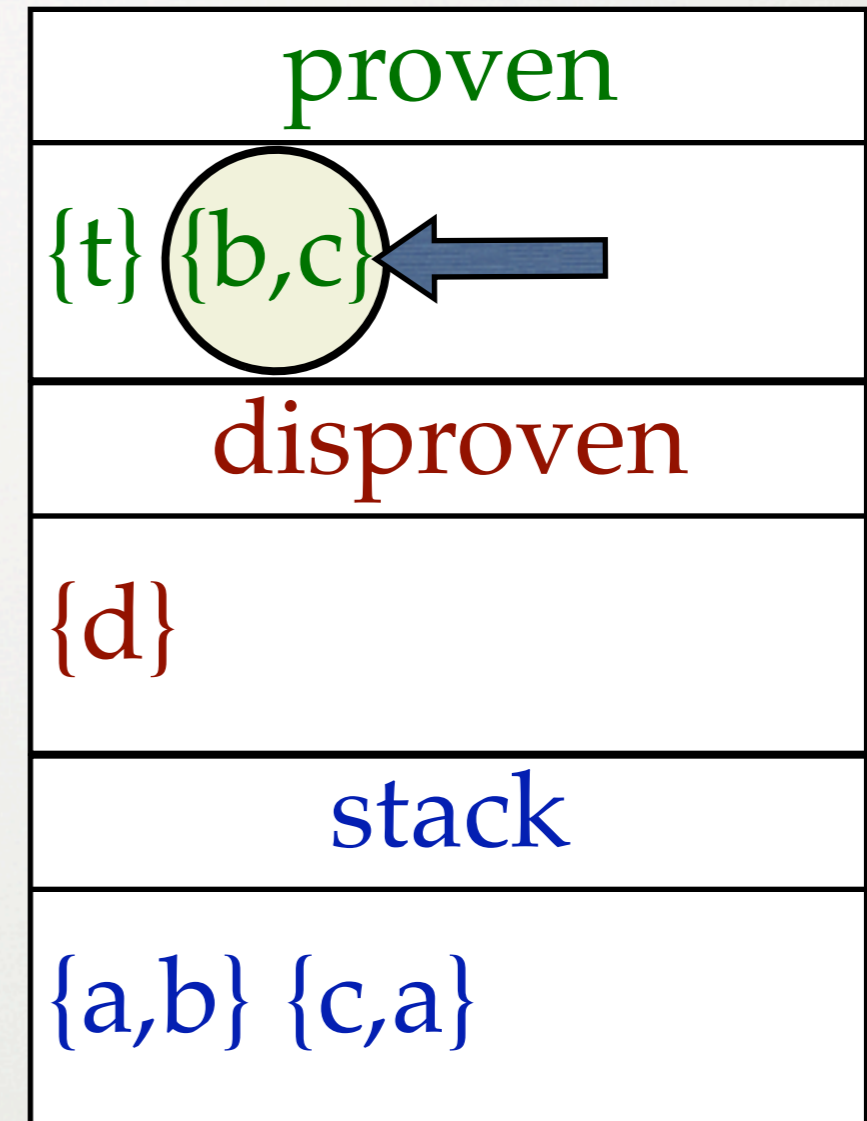 proven
{t} {b,c}
disproven
{d}
stack
{a,b} {c,a}